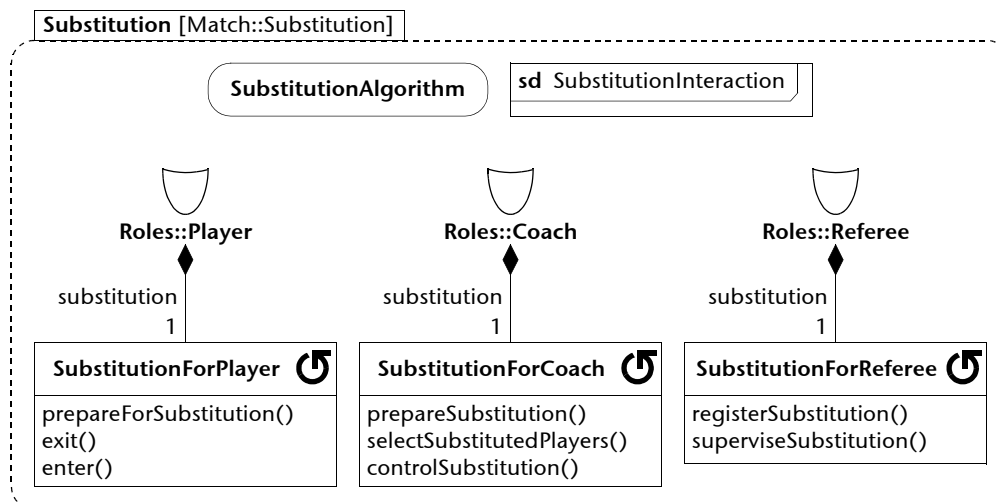 Substitution [Match::Substitution]
SubstitutionAlgorithm
sd SubstitutionInteraction
Roles::Player
Roles::Coach
Roles::Referee
substitution
1
substitution
1
substitution
1
SubstitutionForPlayer
prepareForSubstitution()
exit()
enter()
SubstitutionForCoach
prepareSubstitution()
selectSubstitutedPlayers()
controlSubstitution()
SubstitutionForReferee
registerSubstitution()
superviseSubstitution()